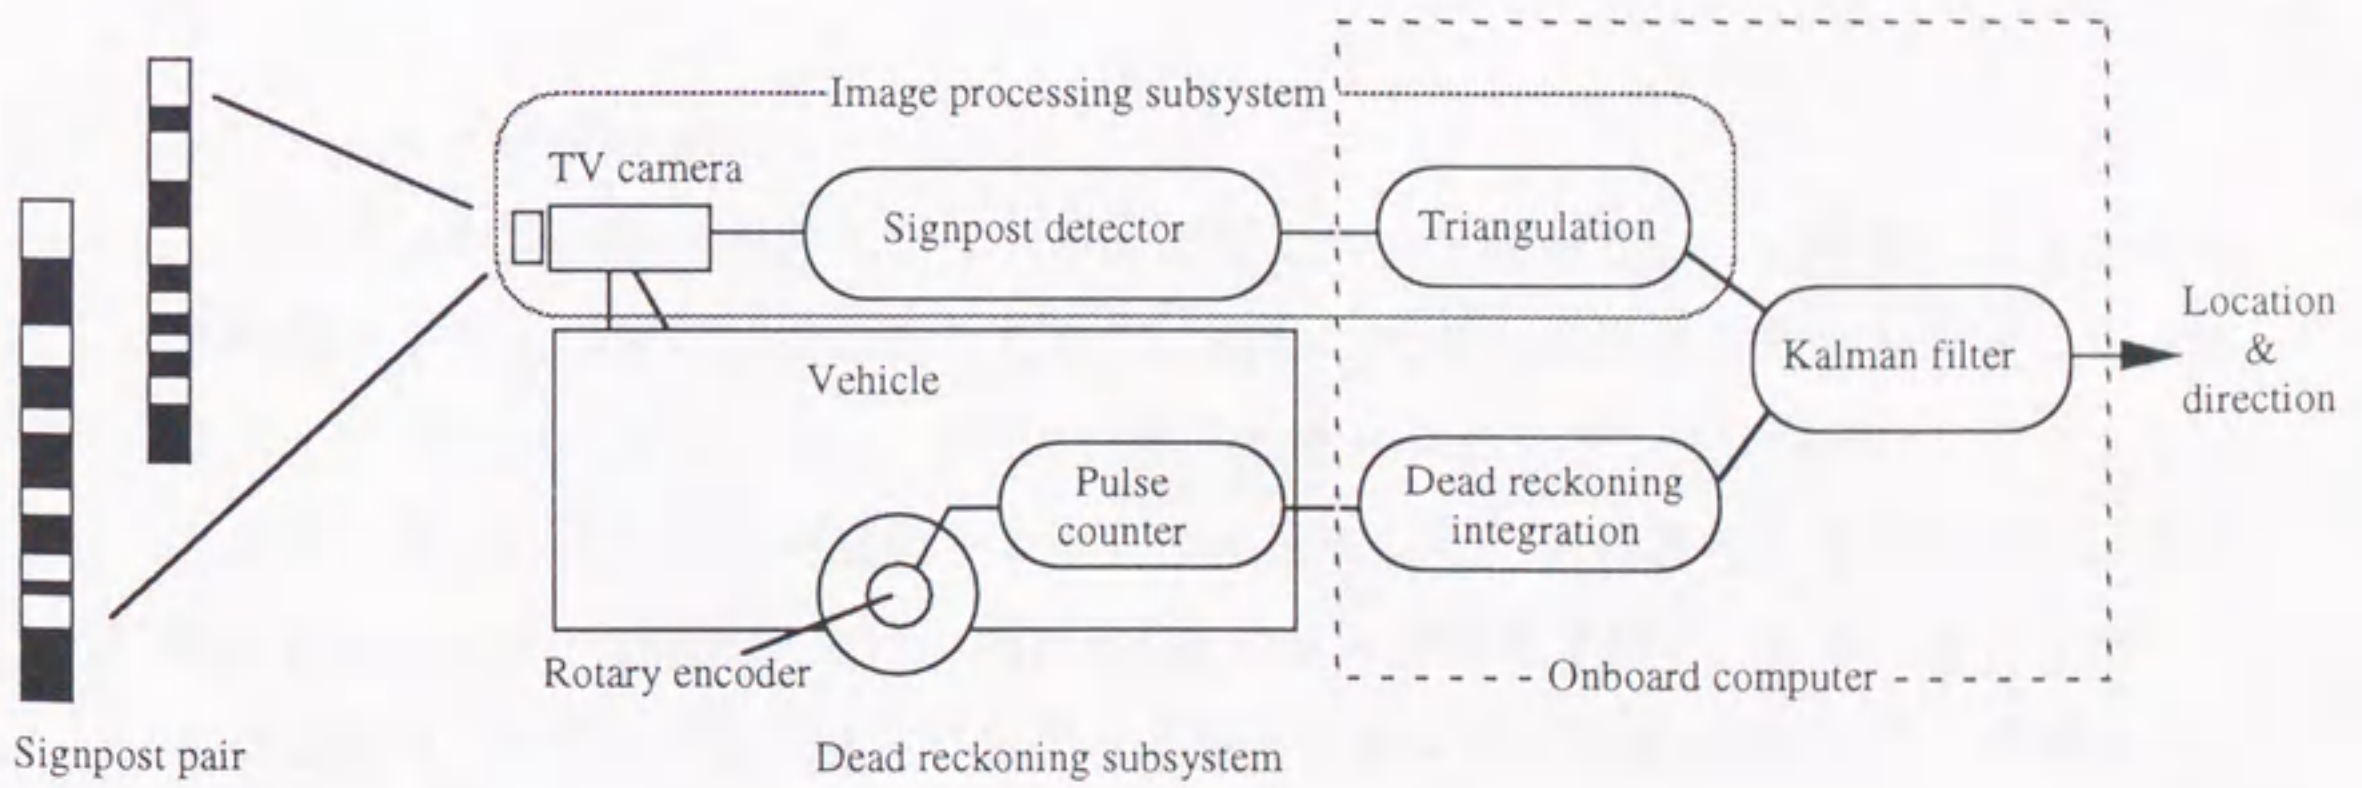 Image processing subsystem
TV camera
Signpost detector
Triangulation
Kalman filter
Location
&
direction
Vehicle
Pulse
counter
Dead reckoning
integration
Rotary encoder
Onboard computer
Signpost pair
Dead reckoning subsystem